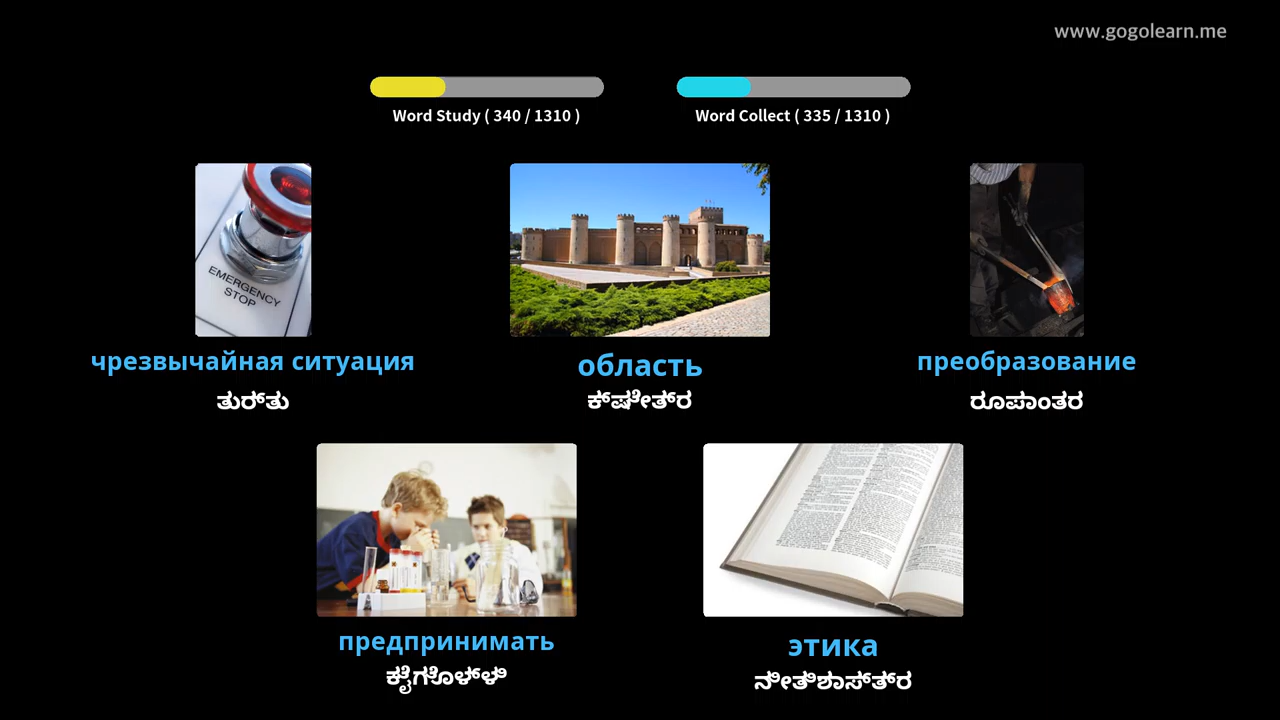 www.gogolearn.me
Word Study ( 340 / 1310 )
Word Collect ( 335 / 1310 )
EMERGENCY
STOP
чрезвычайная ситуация
ತುರ್ತು
область
ಕ್ಷೇತ್ರ
преобразование
ರೂಪಾಂತರ
предпринимать
ಕೈಗೊಳ್ಳಿ
этика
ನೀತಿಶಾಸ್ತ್ರ